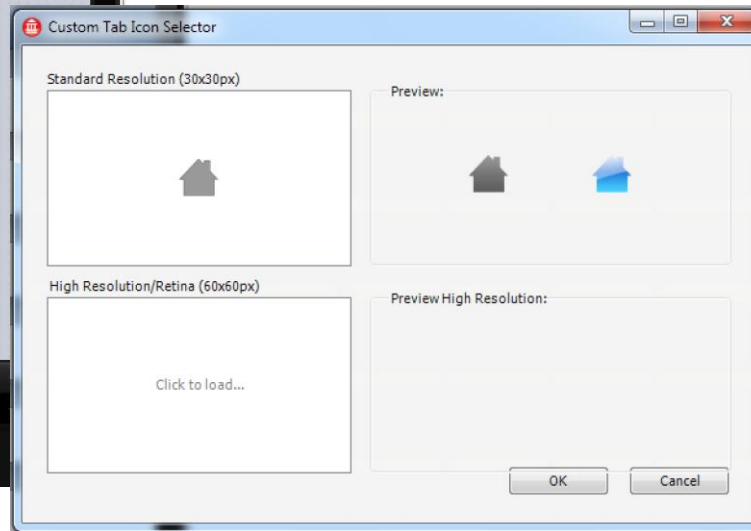 Custom Tab Icon Selector
Standard Resolution (30x30px)
Preview:
High Resolution/Retina (60x60px)
Preview High Resolution:
Click to load...
OK
Cancel